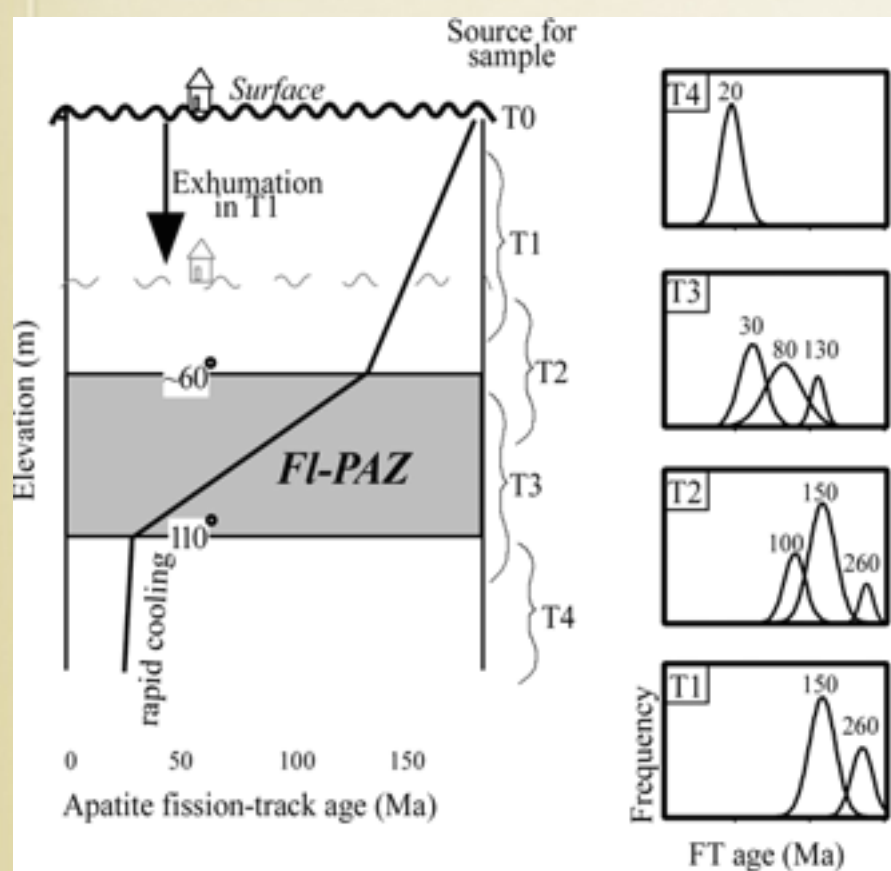 Source for
sample
Surface
T0
Exhumation
in T1
T1
~60°
T2
Fl-PAZ
T3
110°
T4
rapid cooling
Elevation (m)
0 50 100 150
Apatite fission-track age (Ma)
T4
20
T3
30 80 130
T2
150
100
260
T1
150
260
Frequency
FT age (Ma)